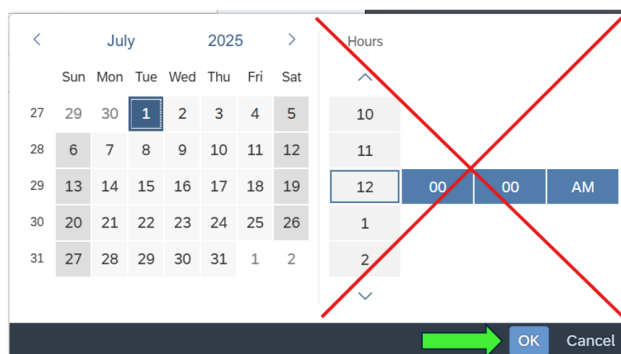 July 2025 Hours
Sun Mon Tue Wed Thu Fri Sat
27 29 30 1 2 3 4 5 10
28 6 7 8 9 10 11 12 11
29 13 14 15 16 17 18 19 12 00 00 AM
30 20 21 22 23 24 25 26 1
31 27 28 29 30 31 1 2 2
OK Cancel